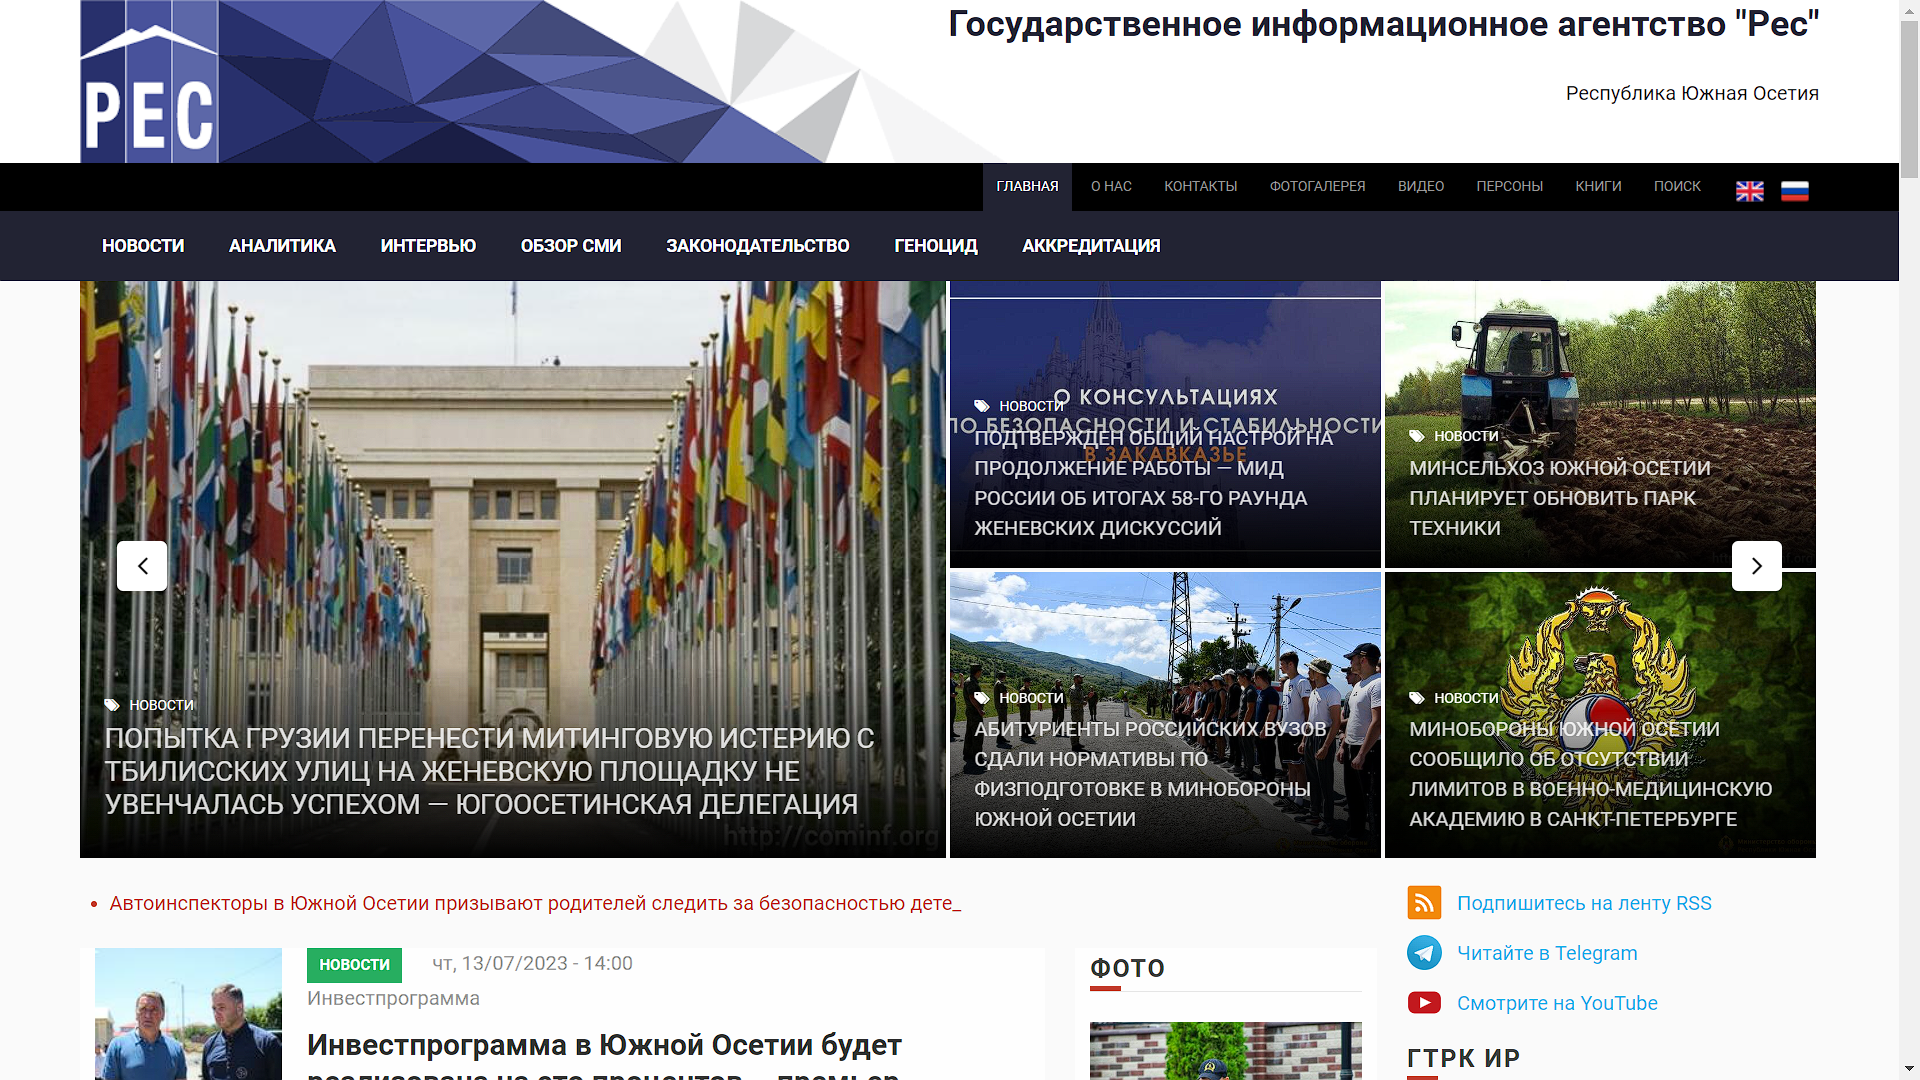 РЕС
Государственное информационное агентство "Рес"
Республика Южная Осетия
ГЛАВНАЯ О НАС КОНТАКТЫ ФОТОГАЛЕРЕЯ ВИДЕО ПЕРСОНЫ КНИГИ ПОИСК
НОВОСТИ АНАЛИТИКА ИНТЕРВЬЮ ОБЗОР СМИ ЗАКОНОДАТЕЛЬСТВО ГЕНОЦИД АККРЕДИТАЦИЯ
НОВОСТИ
ПОПЫТКА ГРУЗИИ ПЕРЕНЕСТИ МИТИНГОВУЮ ИСТЕРИЮ С
ТБИЛИССКИХ УЛИЦ НА ЖЕНЕВСКУЮ ПЛОЩАДКУ НЕ
УВЕНЧАЛАСЬ УСПЕХОМ — ЮГООСЕТИНСКАЯ ДЕЛЕГАЦИЯ
http://cominf.org
О КОНСУЛЬТАЦИЯХ
ПО БЕЗОПАСНОСТИ И СТАБИЛЬНОСТИ
В ЗАКАВКАЗЬЕ
НОВОСТИ
ПОДТВЕРЖДЕН ОБЩИЙ НАСТРОЙ НА
ПРОДОЛЖЕНИЕ РАБОТЫ — МИД
РОССИИ ОБ ИТОГАХ 58-ГО РАУНДА
ЖЕНЕВСКИХ ДИСКУССИЙ
НОВОСТИ
МИНСЕЛЬХОЗ ЮЖНОЙ ОСЕТИИ
ПЛАНИРУЕТ ОБНОВИТЬ ПАРК
ТЕХНИКИ
НОВОСТИ
АБИТУРИЕНТЫ РОССИЙСКИХ ВУЗОВ
СДАЛИ НОРМАТИВЫ ПО
ФИЗПОДГОТОВКЕ В МИНОБОРОНЫ
ЮЖНОЙ ОСЕТИИ
НОВОСТИ
МИНОБОРОНЫ ЮЖНОЙ ОСЕТИИ
СООБЩИЛО ОБ ОТСУТСТВИИ
ЛИМИТОВ В ВОЕННО-МЕДИЦИНСКУЮ
АКАДЕМИЮ В САНКТ-ПЕТЕРБУРГЕ
Автоинспекторы в Южной Осетии призывают родителей следить за безопасностью дете_
НОВОСТИ чт, 13/07/2023 - 14:00
Инвестпрограмма
Инвестпрограмма в Южной Осетии будет
реализована на сто процентов – премьер
ФОТО
Подпишитесь на ленту RSS
Читайте в Telegram
Смотрите на YouTube
ГТРК ИР